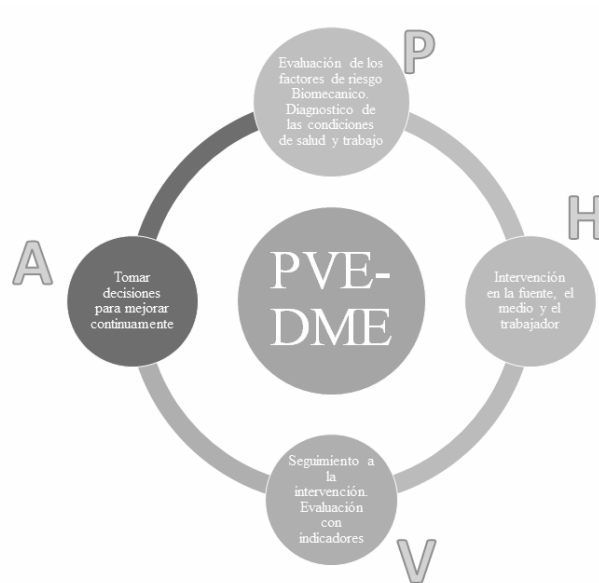 P
Evaluación de los
factores de riesgo
Biomecanico.
Diagnostico de
las condiciones
de salud y trabajo
H
Intervención
en la fuente, el
medio y el
trabajador
V
Seguimiento a
la
intervención.
Evaluación
con
indicadores
A
Tomar
decisiones
para mejorar
continuamente
PVE-
DME